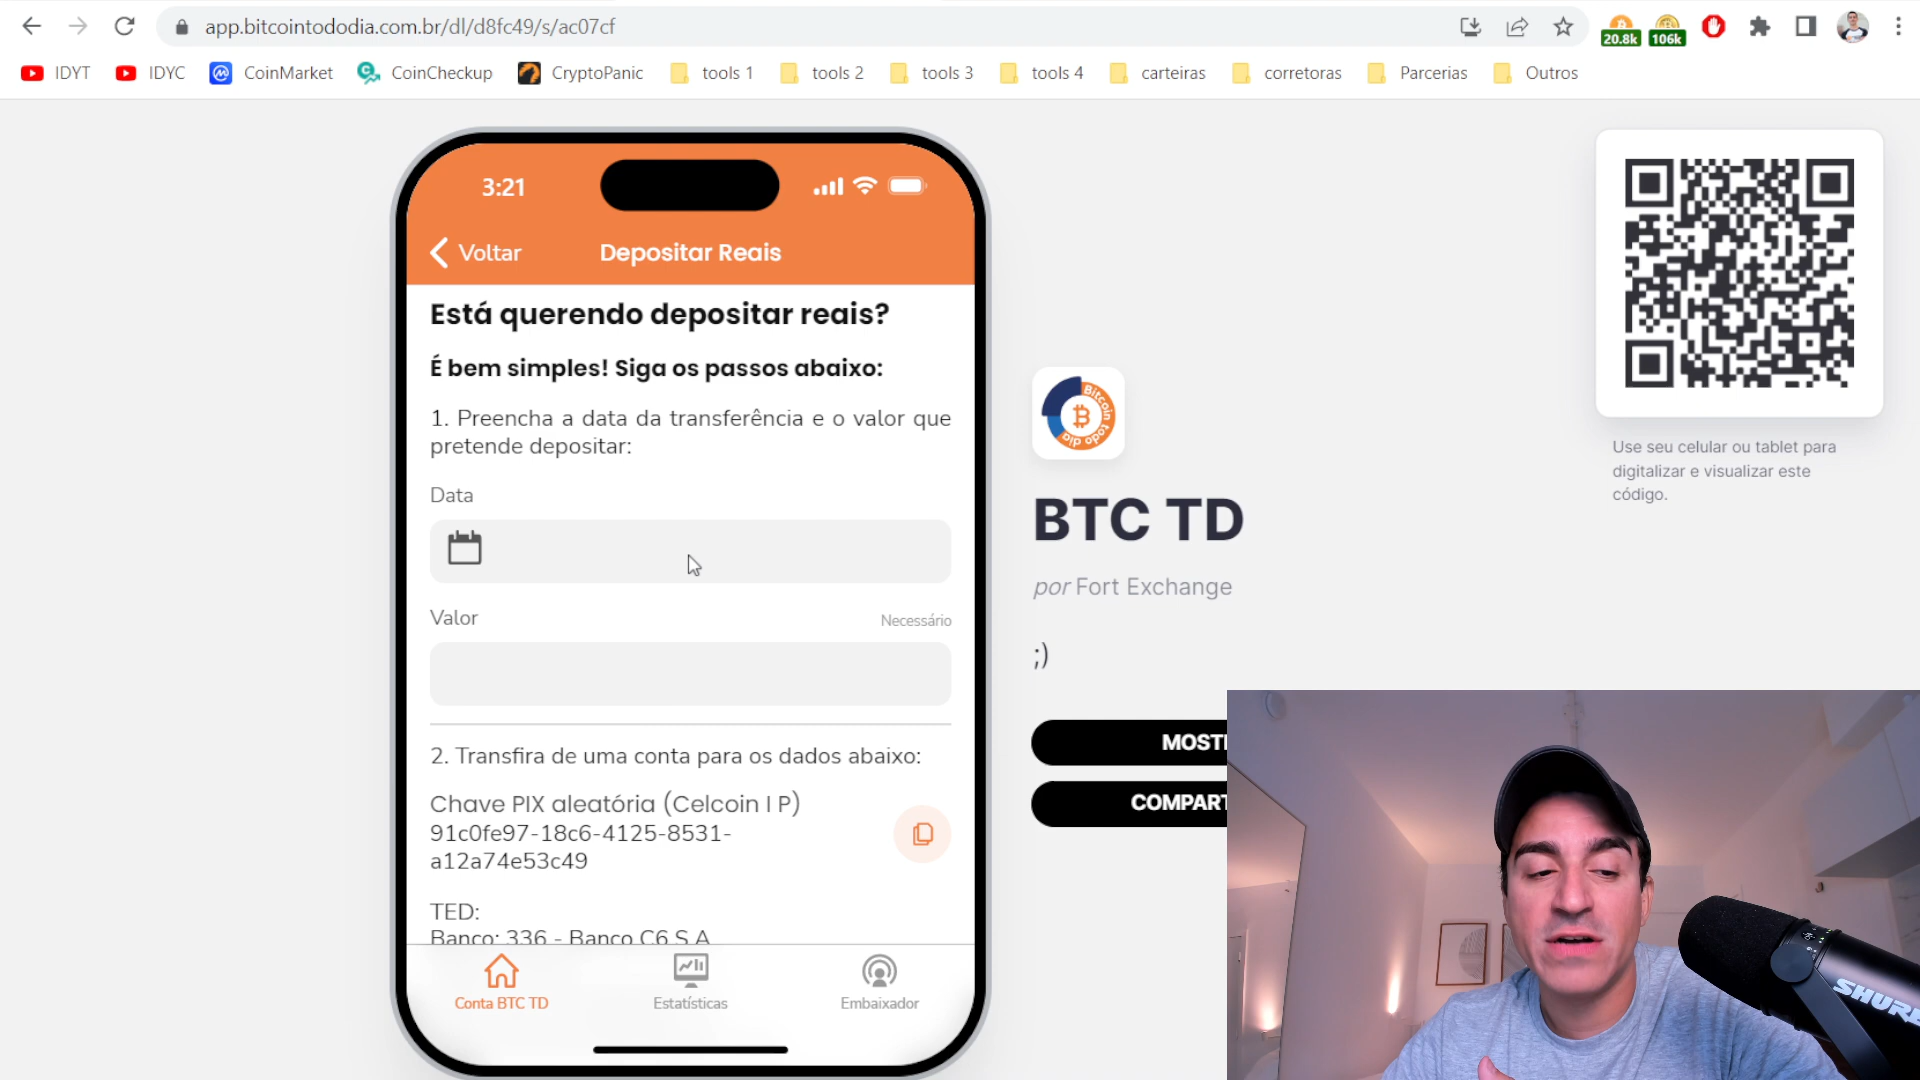 app.bitcointododia.com.br/dl/d8fc49/s/ac07cf
20.8k
106k
IDYT
IDYC
CoinMarket
CoinCheckup
CryptoPanic
tools 1
tools 2
tools 3
tools 4
carteiras
corretoras
Parcerias
Outros
3:21
Voltar
Depositar Reais
Está querendo depositar reais?
É bem simples! Siga os passos abaixo:
1. Preencha a data da transferência e o valor que
pretende depositar:
Data
Valor
Necessário
2. Transfira de uma conta para os dados abaixo:
Chave PIX aleatória (Celcoin I P)
91c0fe97-18c6-4125-8531-
a12a74e53c49
TED:
Banco: 336 - Banco C6 S A
Conta BTC TD
Estatísticas
Embaixador
Bitcoin todo dia
BTC TD
por Fort Exchange
;)
MOSTR
COMPART
Use seu celular ou tablet para
digitalizar e visualizar este
código.
SHURE